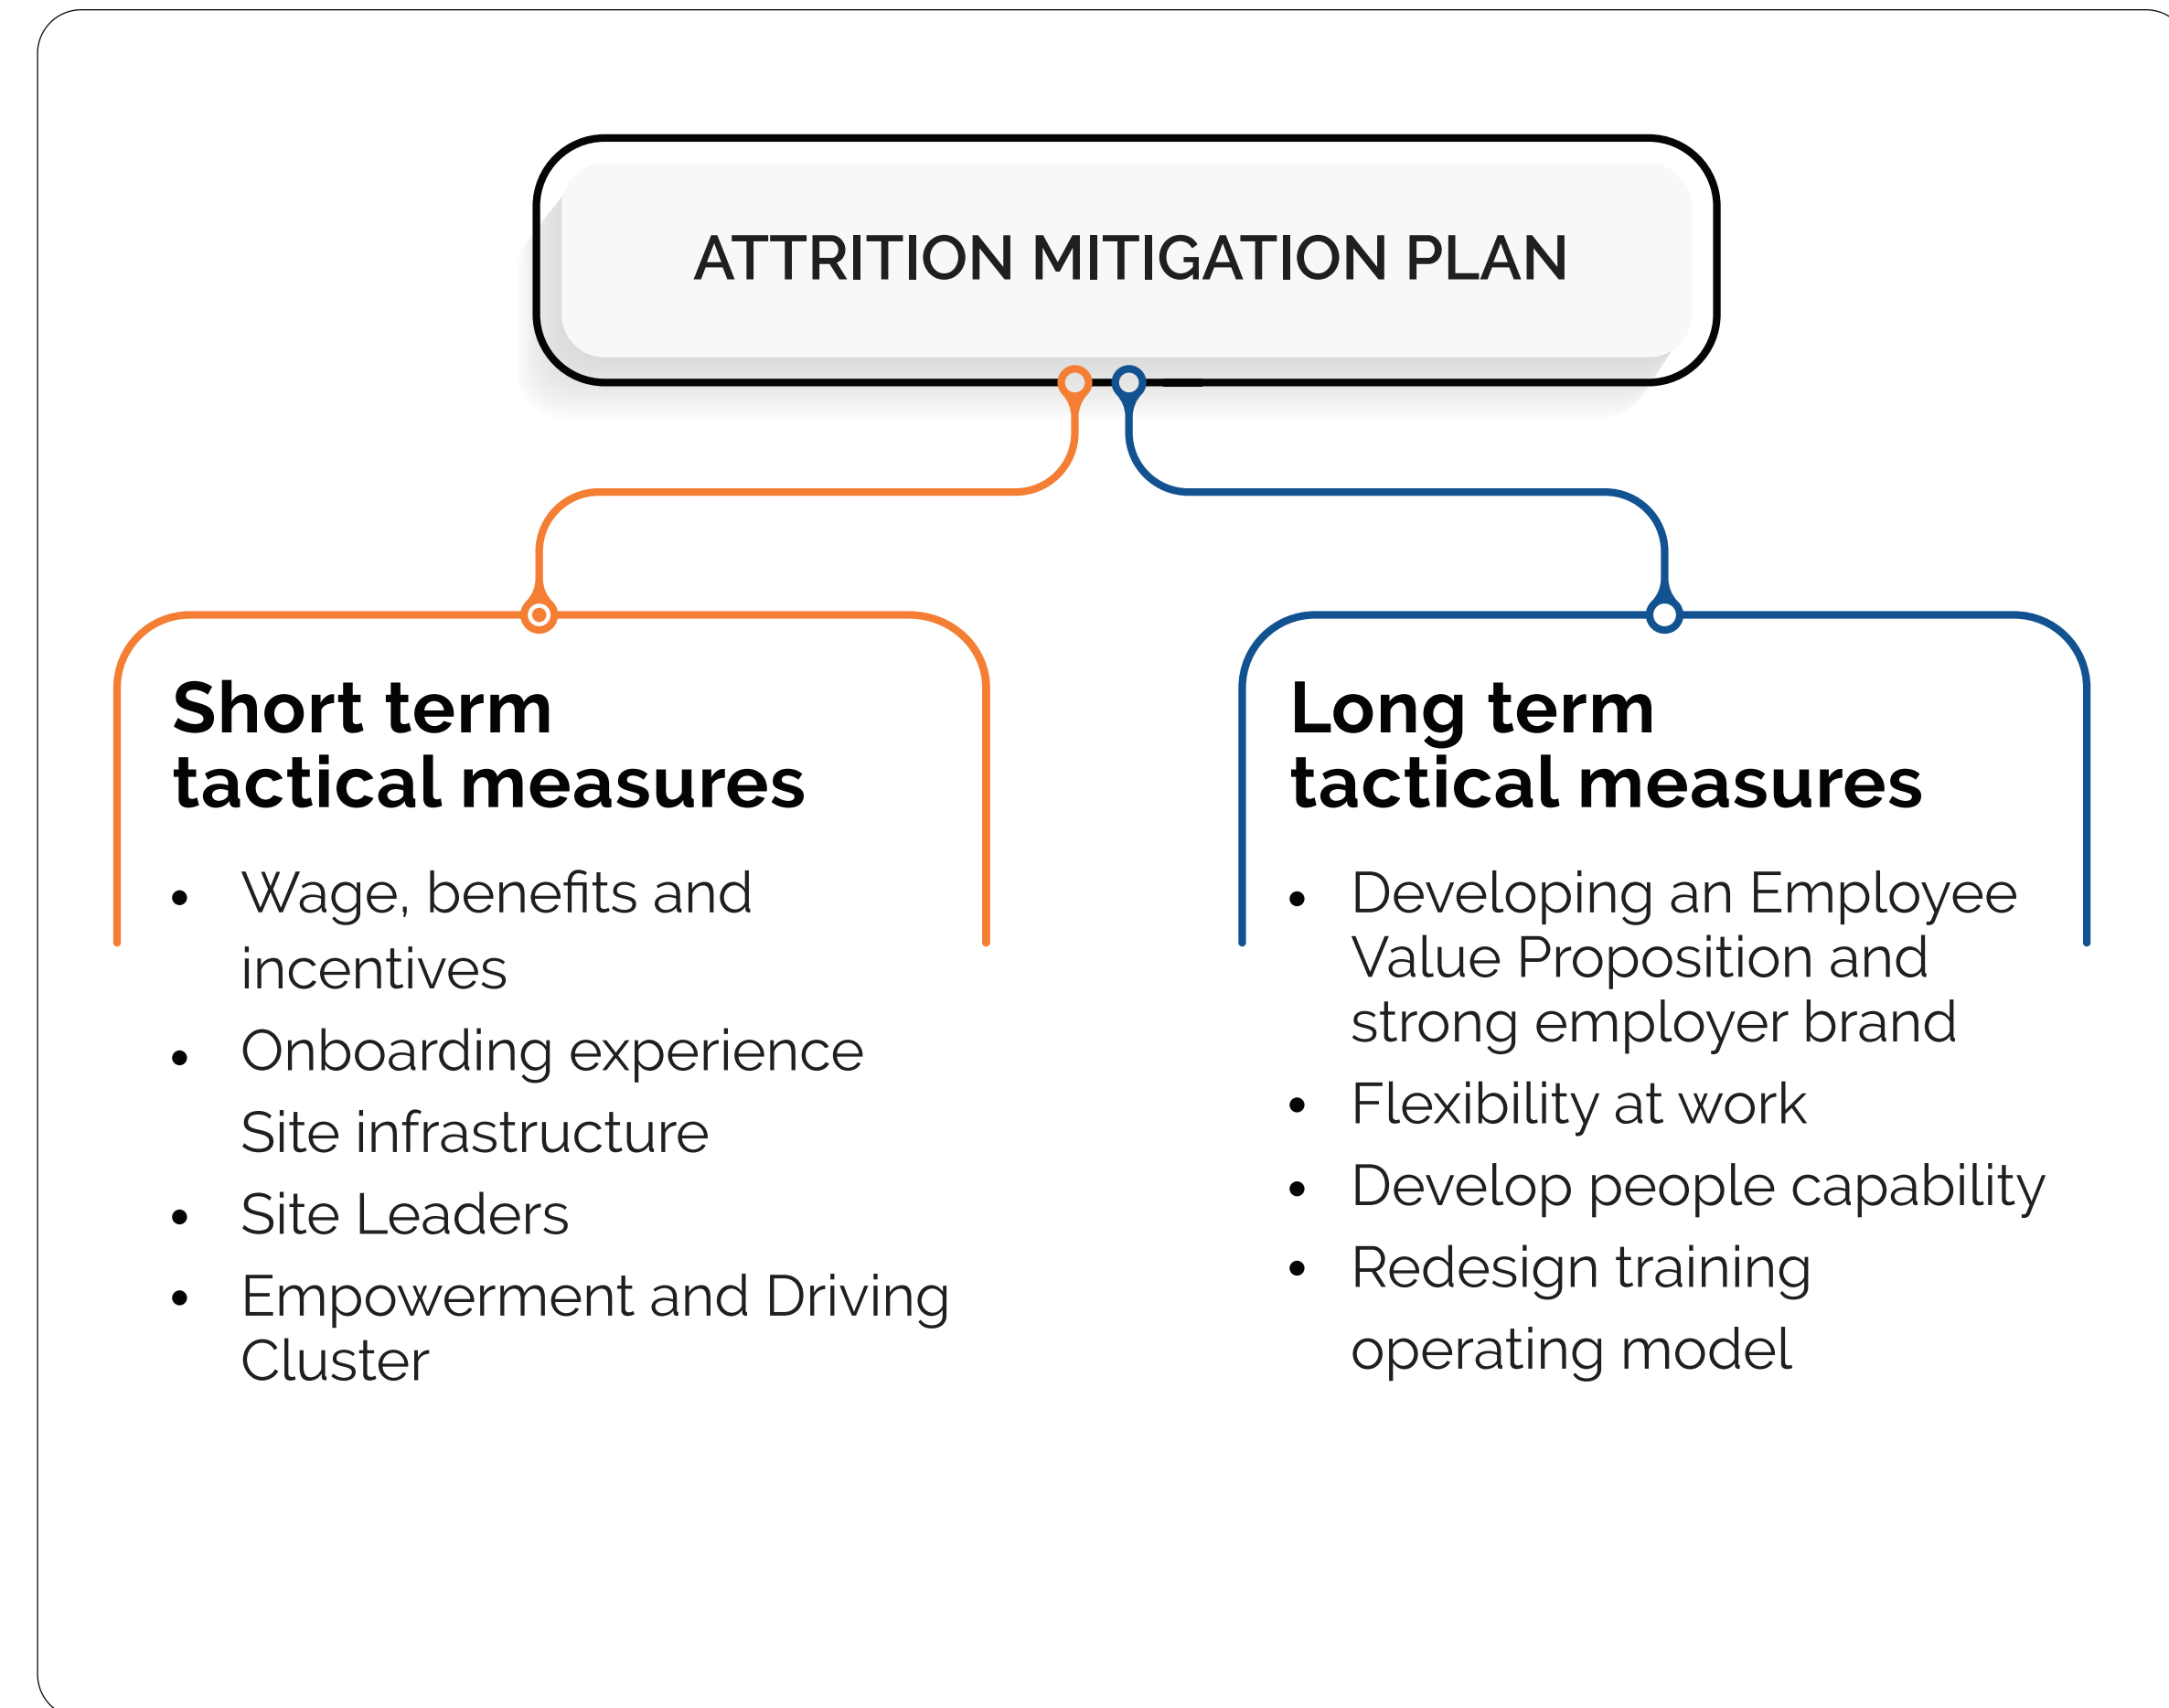 ATTRITION MITIGATION PLAN
Short term
tactical measures
• Wage, benefits and
incentives
• Onboarding experience
Site infrastructure
• Site Leaders
• Empowerment and Driving
Cluster
Long term
tactical measures
• Developing an Employee
Value Proposition and
strong employer brand
• Flexibility at work
• Develop people capability
• Redesign training
operating model